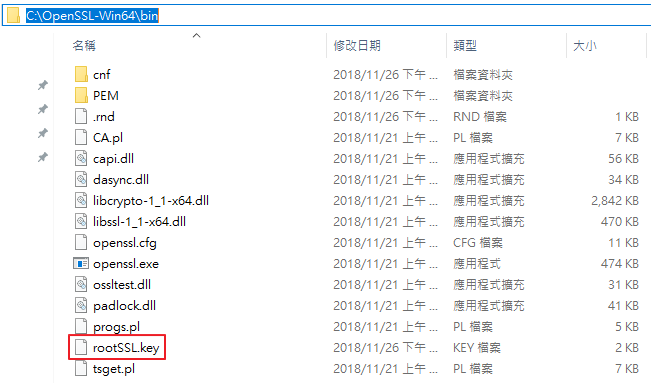 C:\OpenSSL-Win64\bin
名稱 修改日期 類型 大小
cnf 2018/11/26 下午 ... 檔案資料夾
PEM 2018/11/26 下午 ... 檔案資料夾
.rnd 2018/11/26 下午 ... RND 檔案 1 KB
CA.pl 2018/11/21 上午 ... PL 檔案 7 KB
capi.dll 2018/11/21 上午 ... 應用程式擴充 56 KB
dasync.dll 2018/11/21 上午 ... 應用程式擴充 34 KB
libcrypto-1_1-x64.dll 2018/11/21 上午 ... 應用程式擴充 2,842 KB
libssl-1_1-x64.dll 2018/11/21 上午 ... 應用程式擴充 470 KB
openssl.cfg 2018/11/21 上午 ... CFG 檔案 11 KB
openssl.exe 2018/11/21 上午 ... 應用程式 474 KB
ossltest.dll 2018/11/21 上午 ... 應用程式擴充 31 KB
padlock.dll 2018/11/21 上午 ... 應用程式擴充 41 KB
progs.pl 2018/11/21 上午 ... PL 檔案 5 KB
rootSSL.key 2018/11/26 下午 ... KEY 檔案 2 KB
tsget.pl 2018/11/21 上午 ... PL 檔案 7 KB